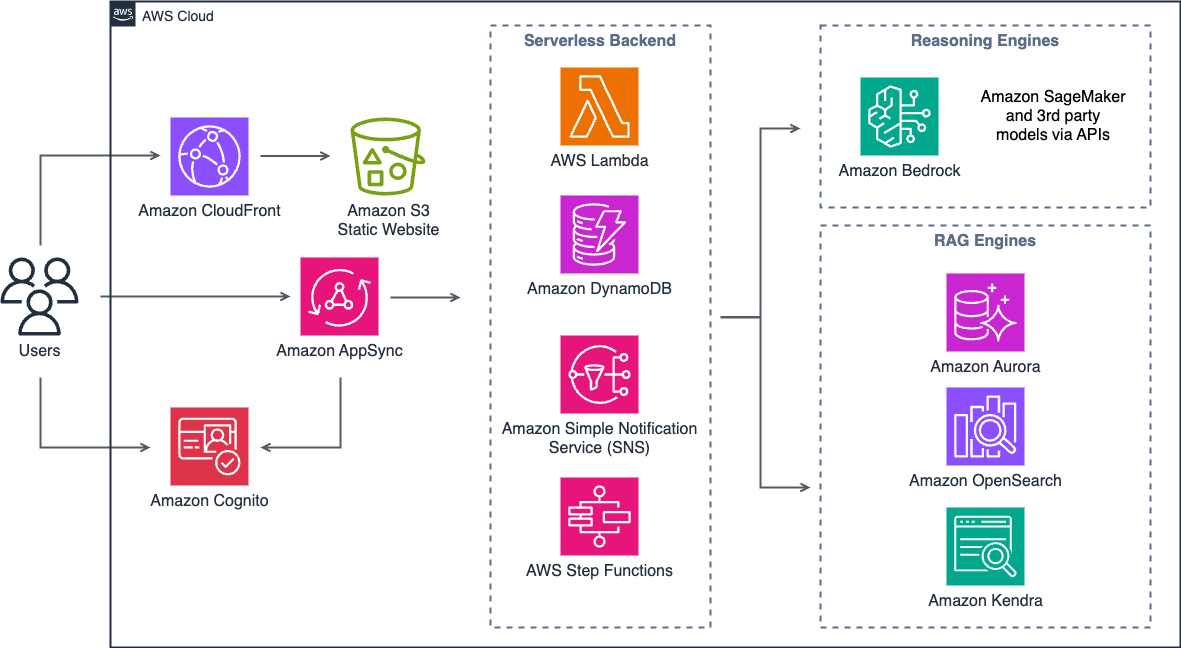 aws
AWS Cloud
Serverless Backend
Reasoning Engines
AWS Lambda
Amazon Bedrock
Amazon SageMaker
and 3rd party
models via APIs
Amazon CloudFront
Amazon S3
Static Website
Amazon DynamoDB
RAG Engines
Users
Amazon AppSync
Amazon Aurora
Amazon Simple Notification
Service (SNS)
Amazon OpenSearch
Amazon Cognito
AWS Step Functions
Amazon Kendra